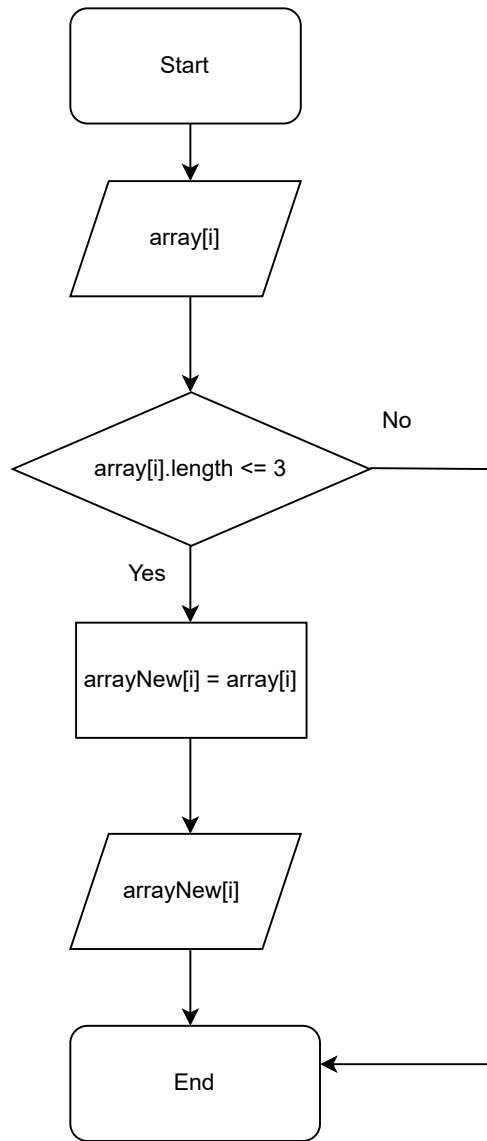 Start
array[i]
array[i].length <= 3
No
Yes
arrayNew[i] = array[i]
arrayNew[i]
End